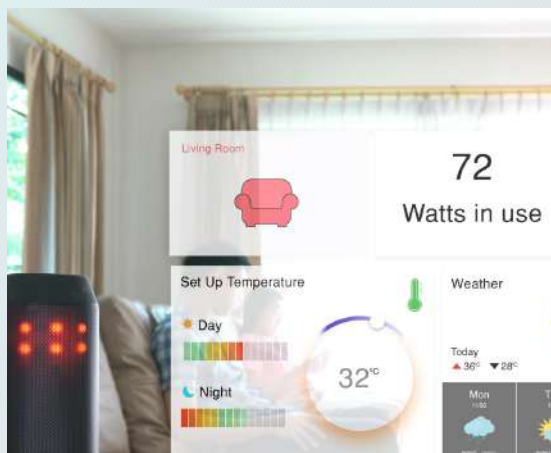 Living Room
72
Watts in use
Set Up Temperature
Day
32°C
Night
Weather
Today
▲ 36° ▼ 28°
Mon